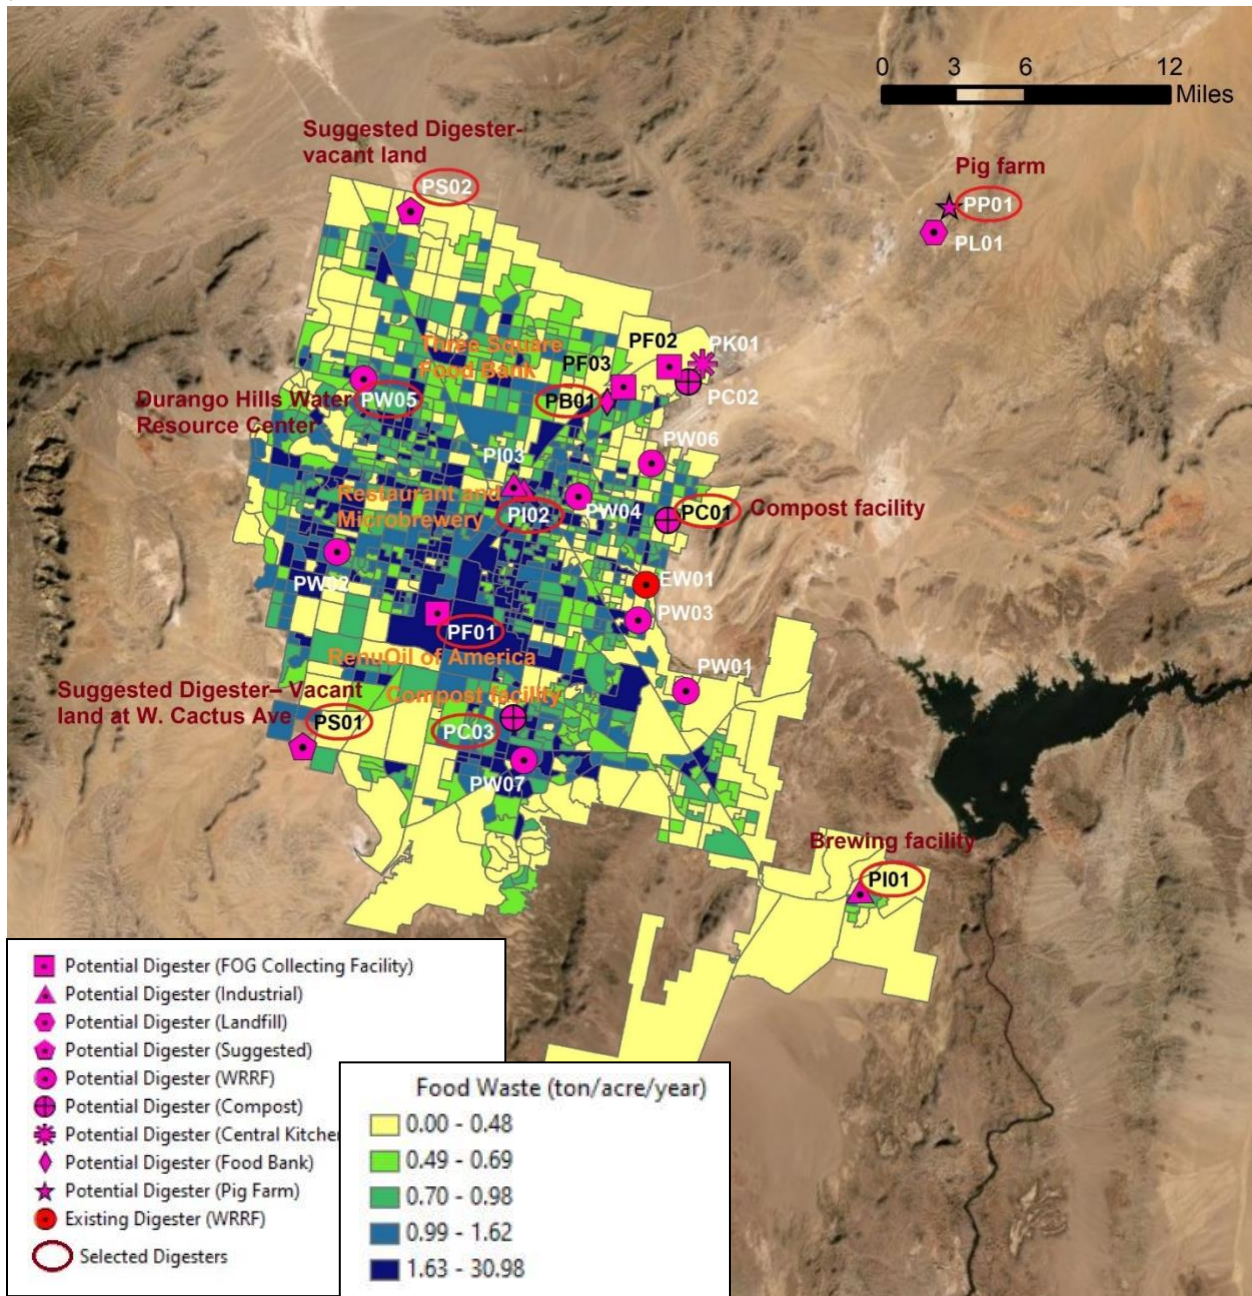 0 3 6 12
Miles
Suggested Digester-
vacant land
PS02
Pig farm
PP01
PL01
PF02
PK01
Three Square
Food Bank
PF03
PC02
Durango Hills Water
Resource Center
PW05
PB01
PW06
PI03
Restaurant and
Microbrewery
PI02
PW04
PC01
Compost facility
PW02
EW01
PW03
PF01
RenuOil of America
PW01
Suggested Digester– Vacant
land at W. Cactus Ave
PS01
Compost facility
PC03
PW07
Brewing facility
PI01
Potential Digester (FOG Collecting Facility)
Potential Digester (Industrial)
Potential Digester (Landfill)
Potential Digester (Suggested)
Potential Digester (WRRF)
Potential Digester (Compost)
Potential Digester (Central Kitchen
Potential Digester (Food Bank)
Potential Digester (Pig Farm)
Existing Digester (WRRF)
Selected Digesters
Food Waste (ton/acre/year)
0.00 - 0.48
0.49 - 0.69
0.70 - 0.98
0.99 - 1.62
1.63 - 30.98